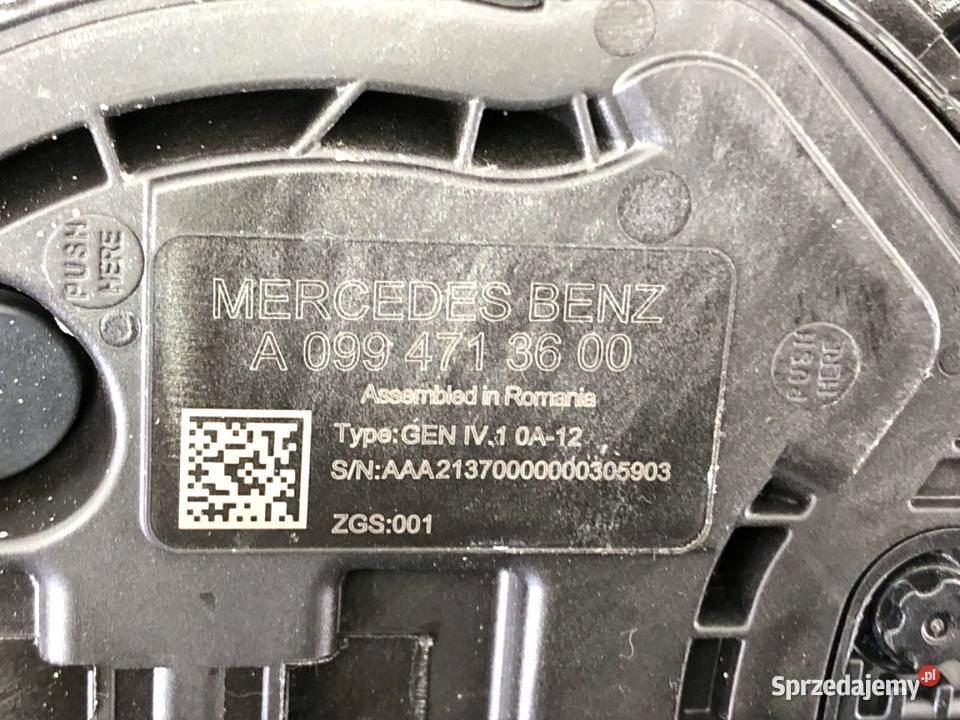 PUSH
HERE
MERCEDES BENZ
A 099 471 36 00
Assembled in Romania
Type:GEN IV.1 0A-12
S/N:AAA21370000000305903
ZGS:001
PUSH
HERE
Sprzedajemy.pl